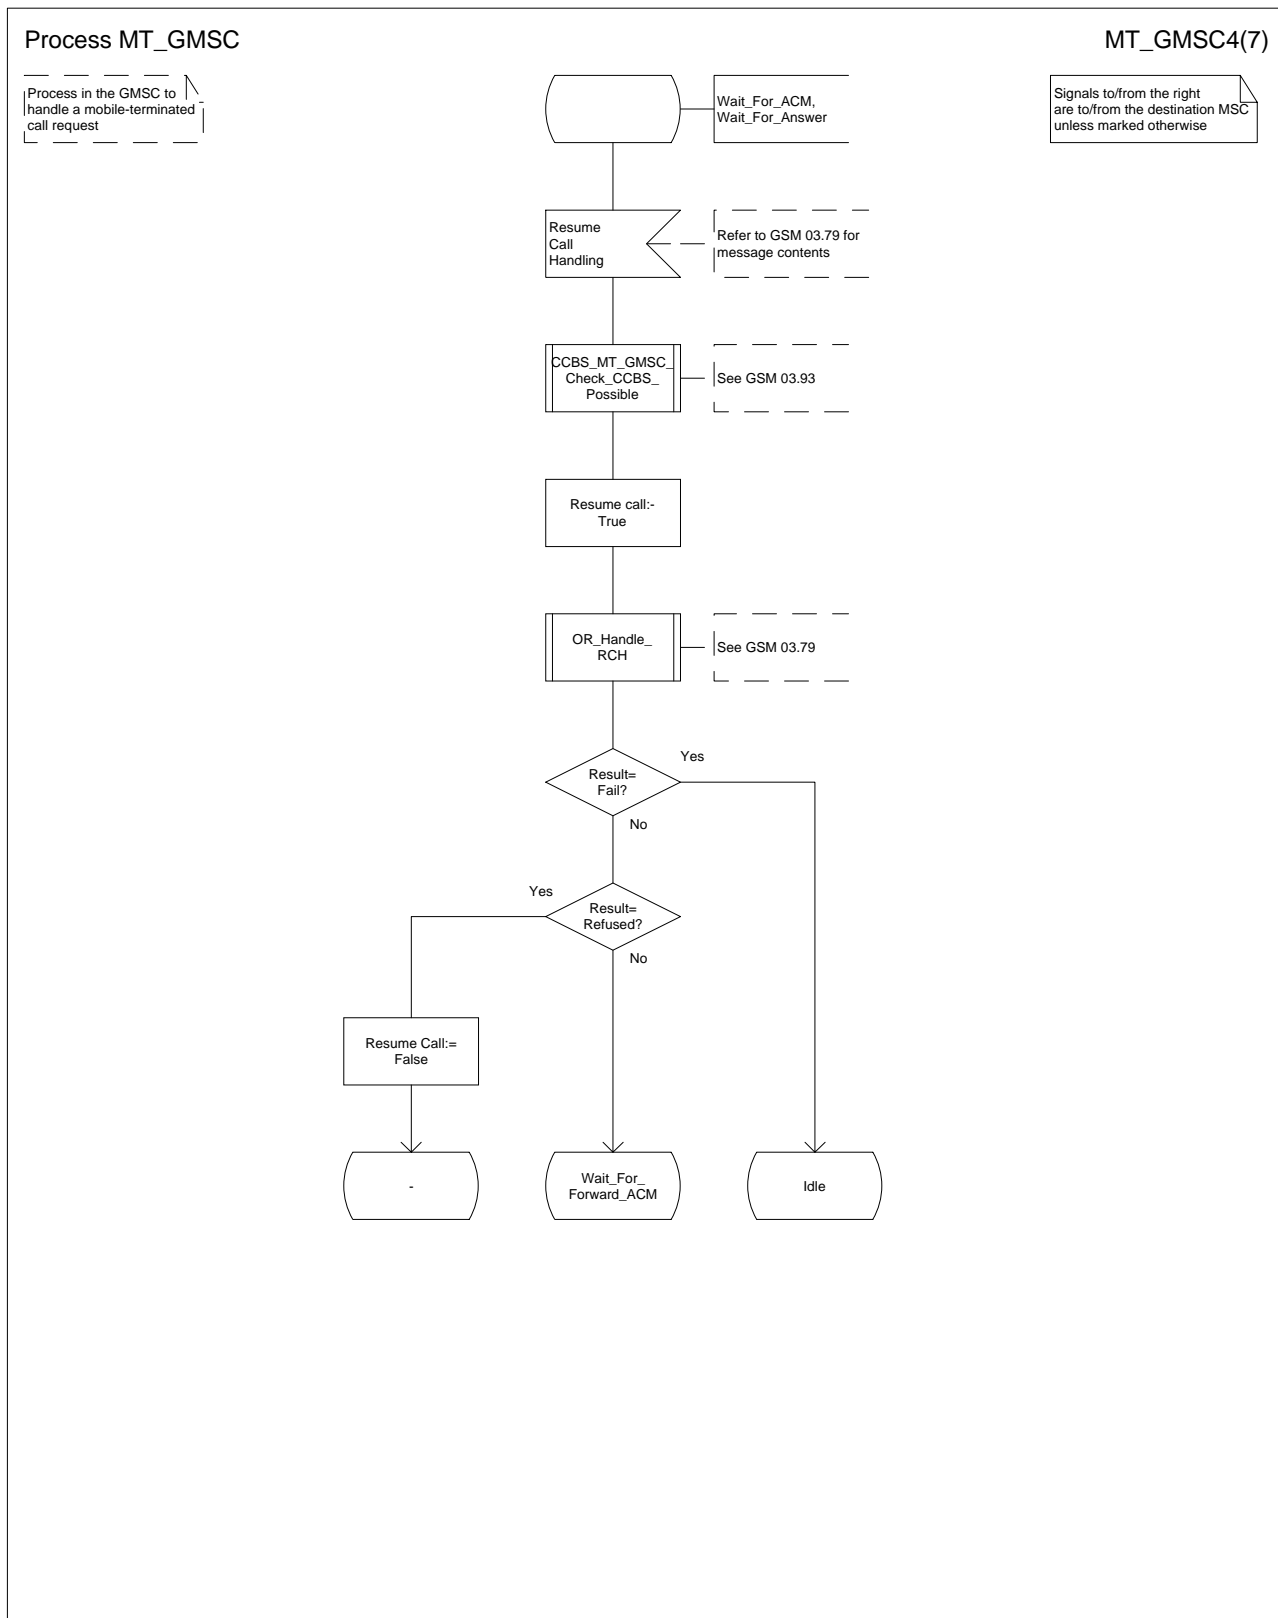 Process MT_GMSC
MT_GMSC4(7)
Process in the GMSC to
handle a mobile-terminated
call request
Wait_For_ACM,
Wait_For_Answer
Signals to/from the right
are to/from the destination MSC
unless marked otherwise
Resume
Call
Handling
Refer to GSM 03.79 for
message contents
CCBS_MT_GMSC_
Check_CCBS_
Possible
See GSM 03.93
Resume call:-
True
OR_Handle_
RCH
See GSM 03.79
Result=
Fail?
Yes
No
Result=
Refused?
Yes
No
Resume Call:=
False
-
Wait_For_
Forward_ACM
Idle